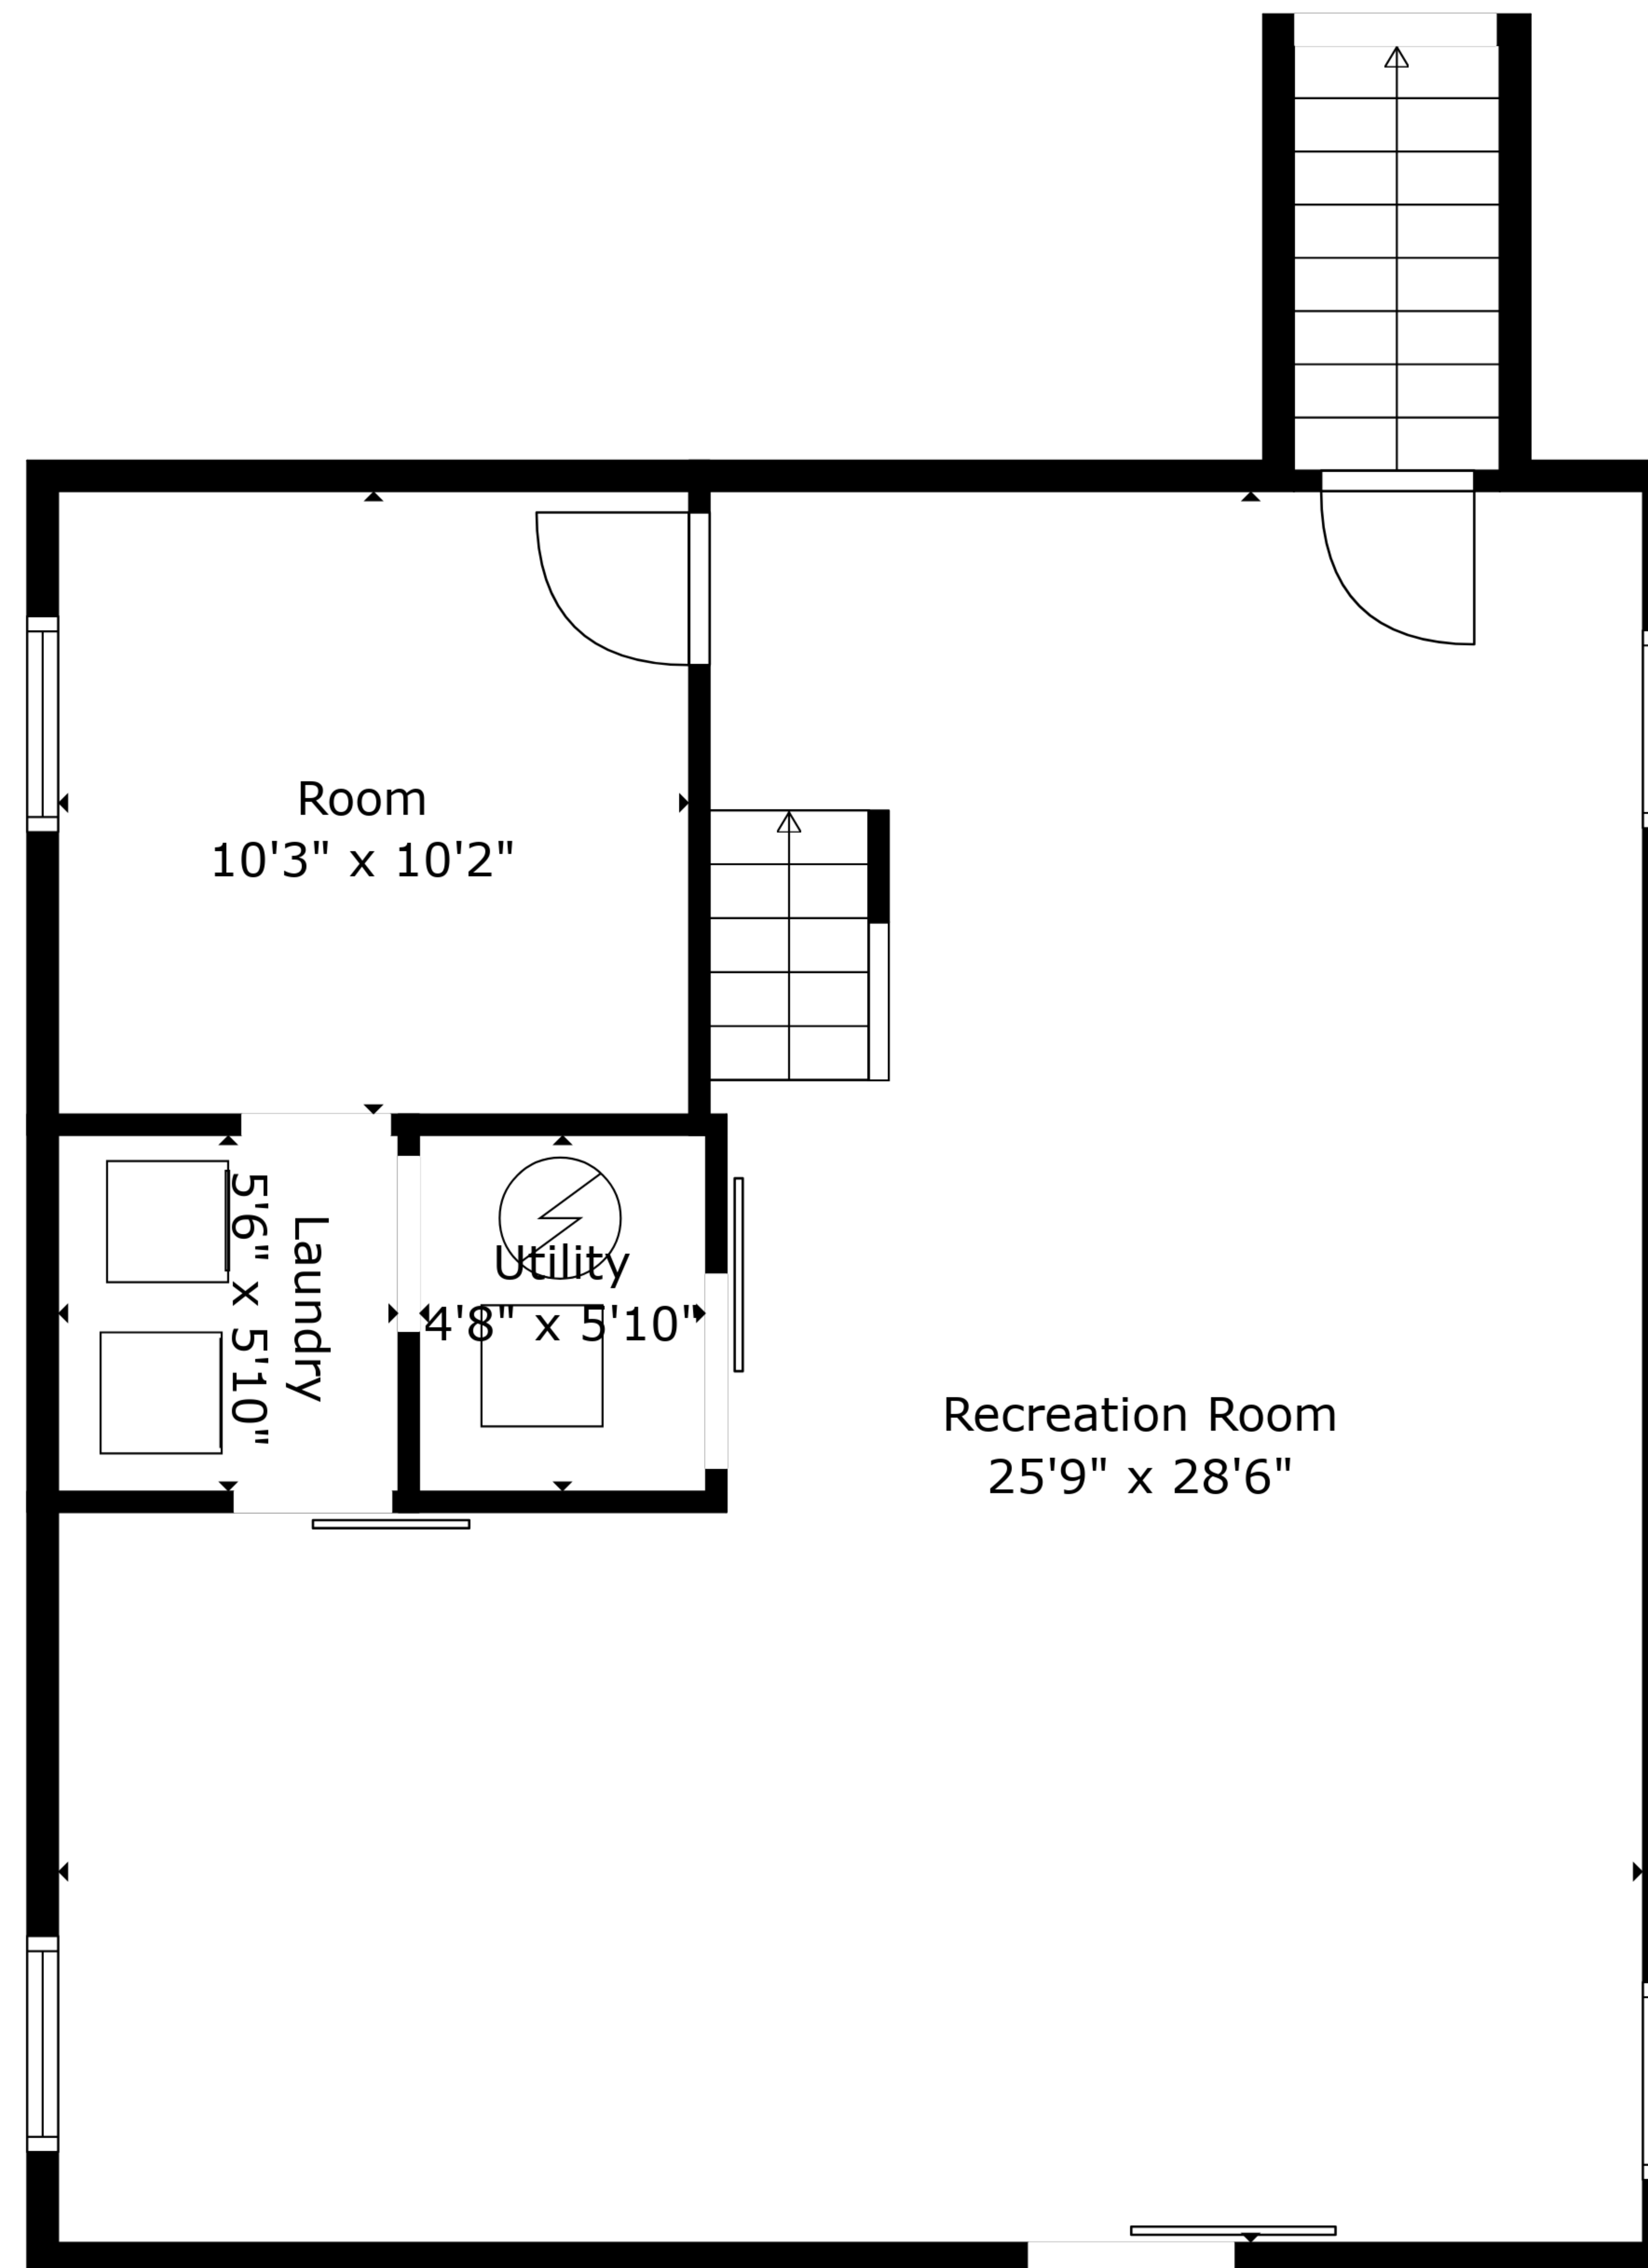 Room
10'3" x 10'2"
Laundry
5'6" x 5'10"
Utility
4'8" x 5'10"
Recreation Room
25'9" x 28'6"